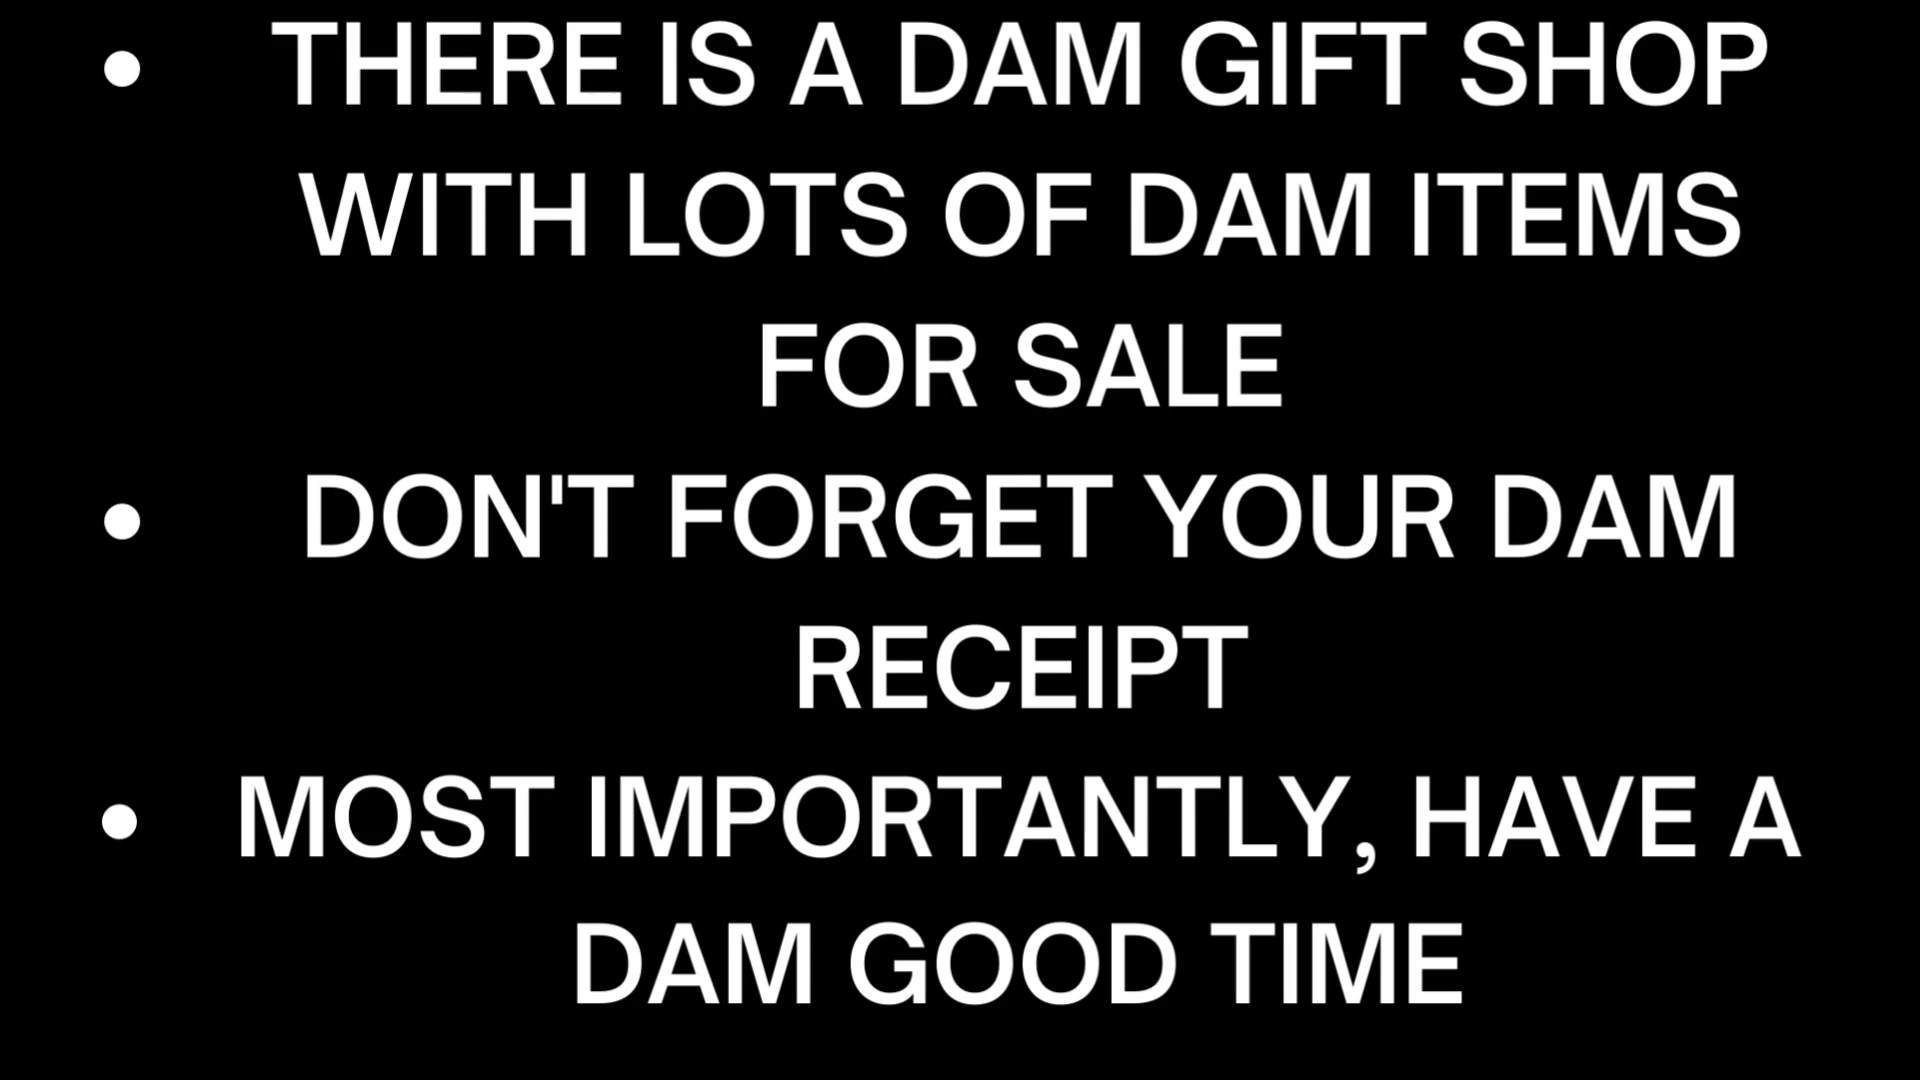 • THERE IS A DAM GIFT SHOP
WITH LOTS OF DAM ITEMS
FOR SALE
• DON'T FORGET YOUR DAM
RECEIPT
• MOST IMPORTANTLY, HAVE A
DAM GOOD TIME